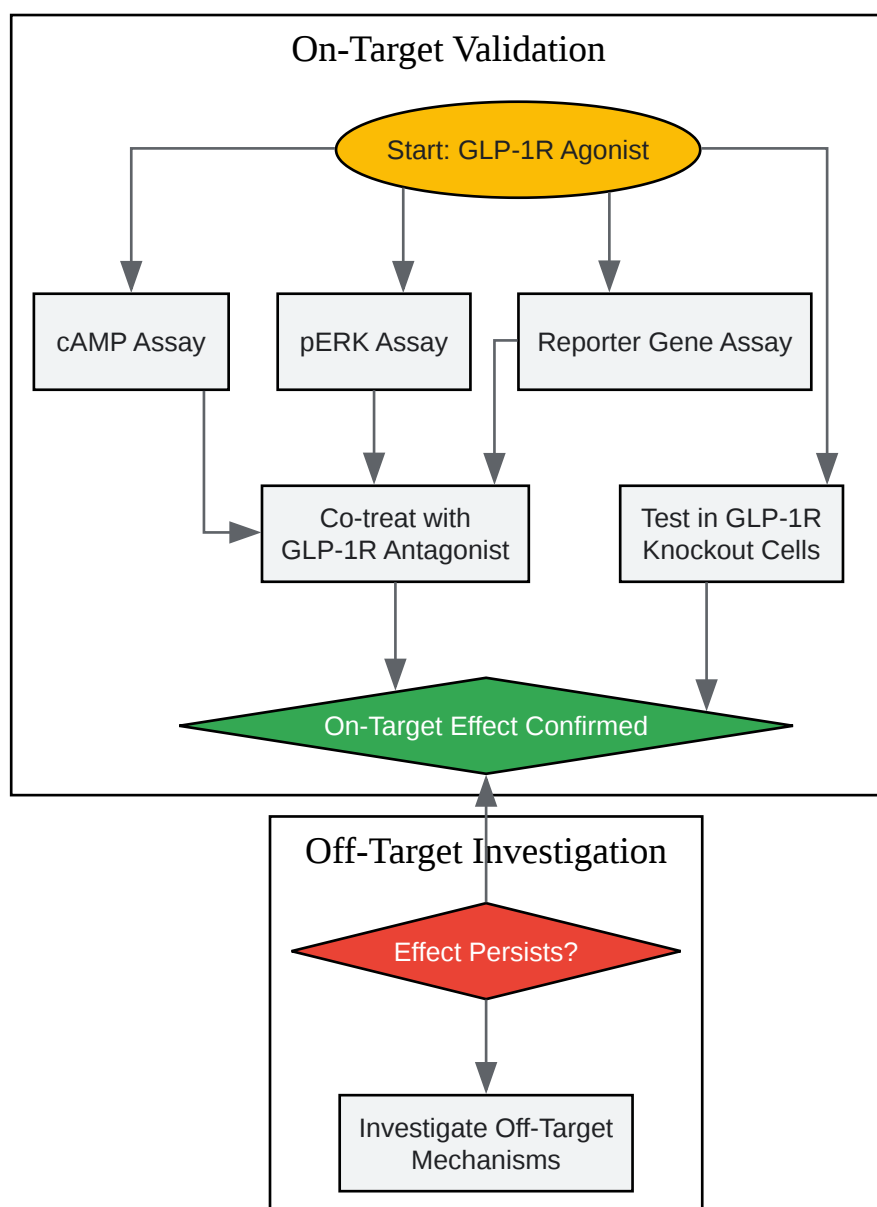 On-Target Validation
Start: GLP-1R Agonist
cAMP Assay
pERK Assay
Reporter Gene Assay
Co-treat with
GLP-1R Antagonist
Test in GLP-1R
Knockout Cells
On-Target Effect Confirmed
Off-Target Investigation
Effect Persists?
Investigate Off-Target
Mechanisms